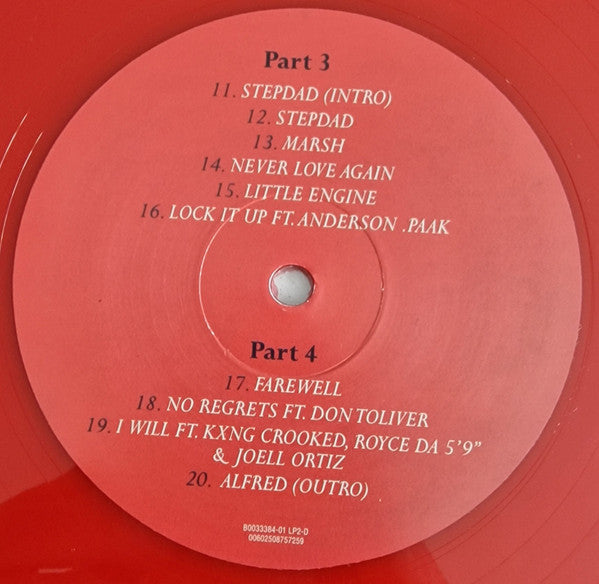 Part 3
11. STEPDAD (INTRO)
12. STEPDAD
13. MARSH
14. NEVER LOVE AGAIN
15. LITTLE ENGINE
16. LOCK IT UP FT. ANDERSON .PAAK
Part 4
17. FAREWELL
18. NO REGRETS FT. DON TOLIVER
19. I WILL FT. KXNG CROOKED, ROYCE DA 5'9"
& JOELL ORTIZ
20. ALFRED (OUTRO)
B0033384-01 LP2-D
00602508757259